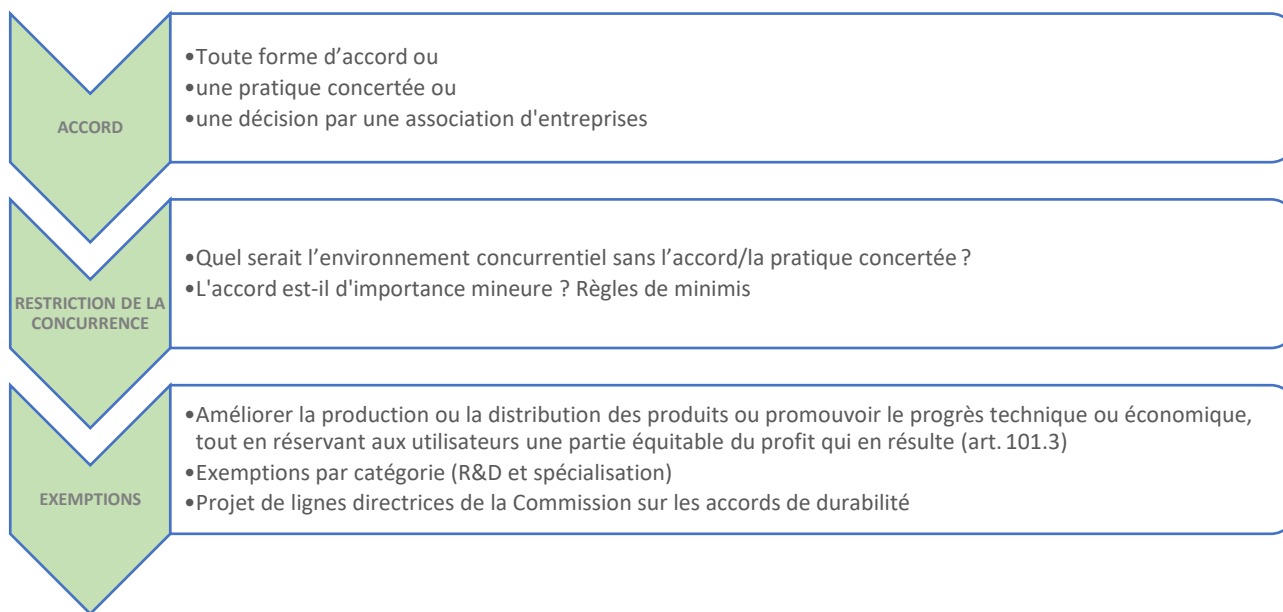 ACCORD
•Toute forme d’accord ou
•une pratique concertée ou
•une décision par une association d'entreprises
RESTRICTION DE LA
CONCURRENCE
•Quel serait l’environnement concurrentiel sans l’accord/la pratique concertée ?
•L'accord est-il d'importance mineure ? Règles de minimis
EXEMPTIONS
•Améliorer la production ou la distribution des produits ou promouvoir le progrès technique ou économique,
tout en réservant aux utilisateurs une partie équitable du profit qui en résulte (art. 101.3)
•Exemptions par catégorie (R&D et spécialisation)
•Projet de lignes directrices de la Commission sur les accords de durabilité